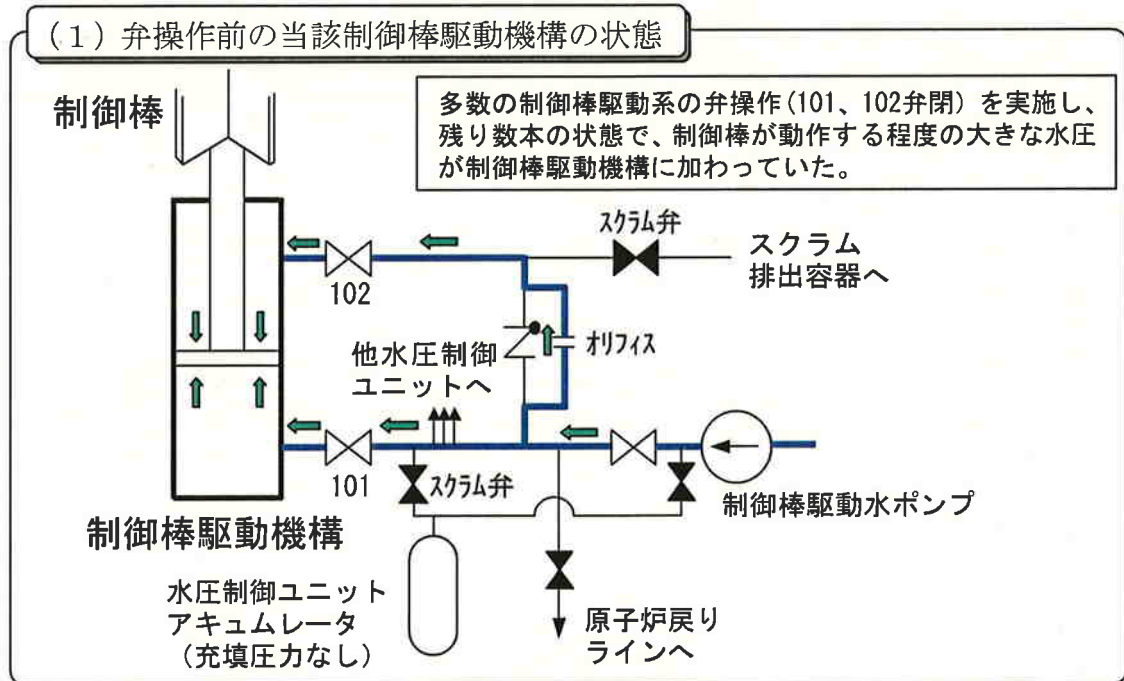 （１）弁操作前の当該制御棒駆動機構の状態
制御棒
多数の制御棒駆動系の弁操作(101、102弁閉）を実施し、
残り数本の状態で、制御棒が動作する程度の大きな水圧
が制御棒駆動機構に加わっていた。
スクラム弁
スクラム
排出容器へ
102
オリフィス
他水圧制御
ユニットへ
101
スクラム弁
制御棒駆動水ポンプ
制御棒駆動機構
水圧制御ユニット
アキュムレータ
（充填圧力なし）
原子炉戻り
ラインへ